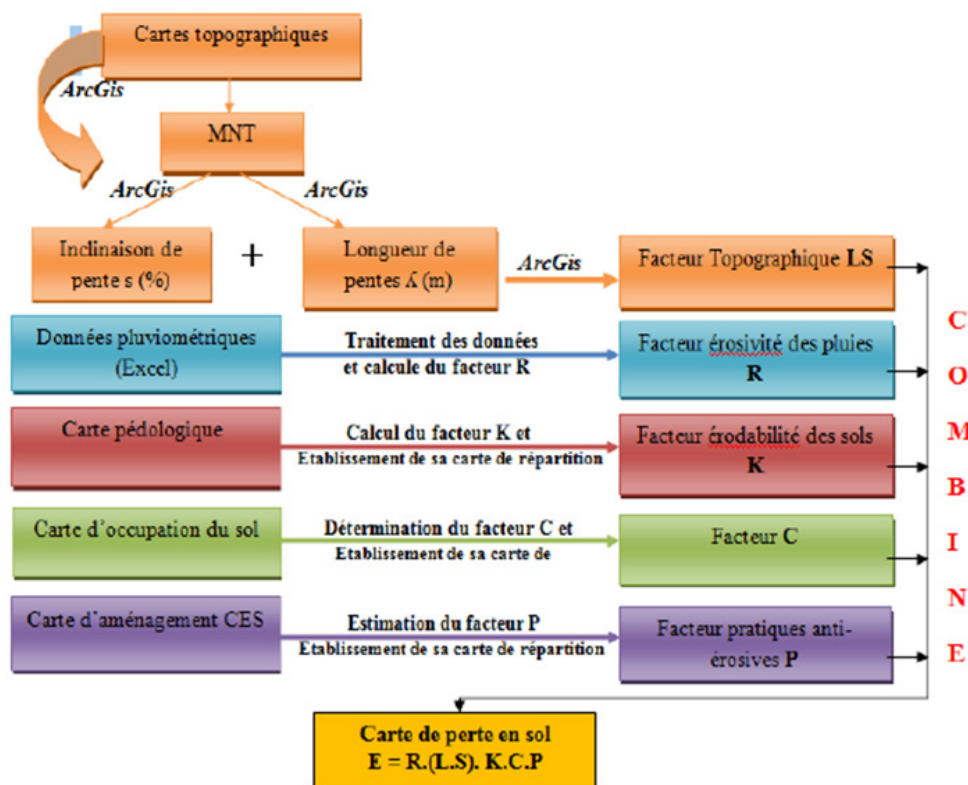 Cartes topographiques
ArcGis
MNT
ArcGis
ArcGis
Inclinaison de
pente s (%)
+
Longueur de
pentes ʎ (m)
ArcGis
Facteur Topographique LS
Données pluviométriques
(Excel)
Traitement des données
et calcule du facteur R
Facteur érosivité des pluies
R
Carte pédologique
Calcul du facteur K et
Etablissement de sa carte de répartition
Facteur érodabilité des sols
K
Carte d’occupation du sol
Détermination du facteur C et
Etablissement de sa carte de
Facteur C
Carte d’aménagement CES
Estimation du facteur P
Etablissement de sa carte de répartition
Facteur pratiques anti-
érosives P
C
O
M
B
I
N
E
Carte de perte en sol
E = R.(L.S). K.C.P